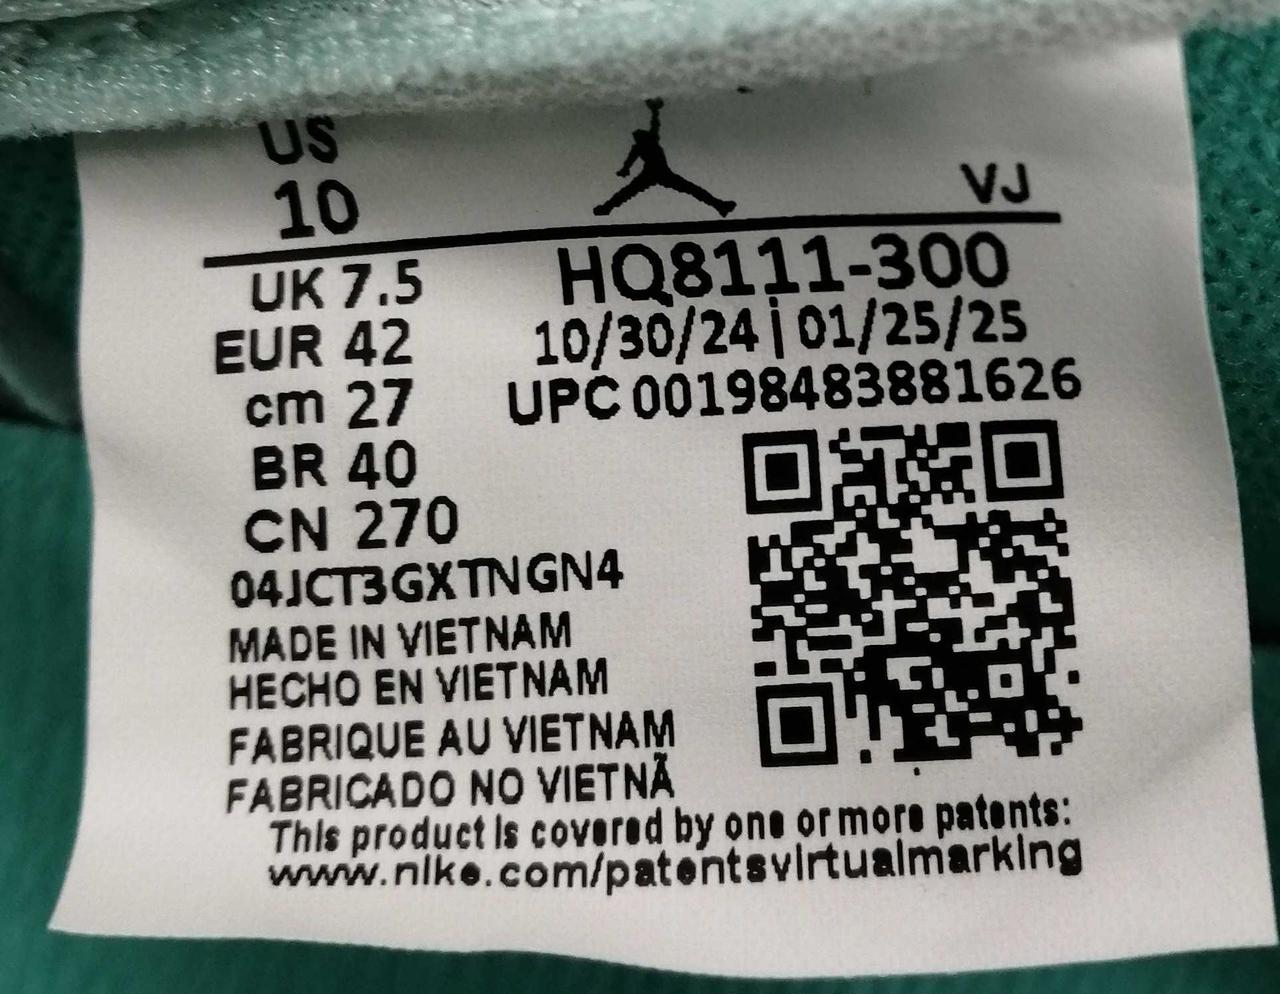 US
10
VJ
UK 7.5
HQ8111-300
EUR 42
10/30/24 | 01/25/25
cm 27
UPC 00198483881626
BR 40
CN 270
04JCT3GXTNGN4
MADE IN VIETNAM
HECHO EN VIETNAM
FABRIQUE AU VIETNAM
FABRICADO NO VIETNÃ
This product is covered by one or more patents:
www.nike.com/patentsvirtualmarking